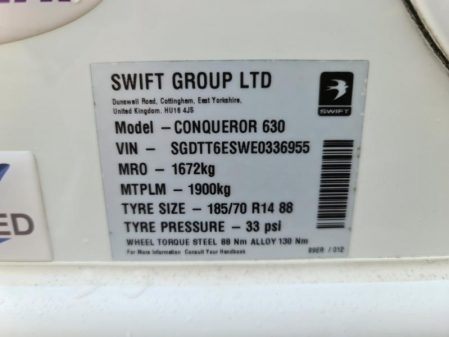 SWIFT GROUP LTD
Dunswell Road, Cottingham, East Yorkshire,
United Kingdom. HU16 4JS
SWIFT
Model – CONQUEROR 630
VIN – SGDTT6ESWE0336955
MRO – 1672kg
MTPLM – 1900kg
TYRE SIZE – 185/70 R14 88
TYRE PRESSURE – 33 psi
WHEEL TORQUE STEEL 88 Nm ALLOY 130 Nm
For More Information Consult Your Handbook
ED